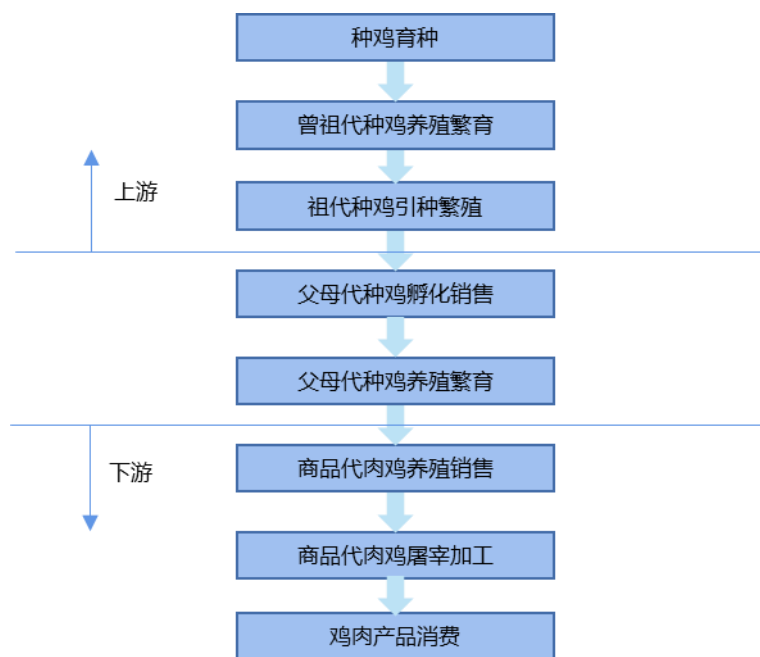 种鸡育种
曾祖代种鸡养殖繁育
上游
祖代种鸡引种繁殖
父母代种鸡孵化销售
父母代种鸡养殖繁育
商品代肉鸡养殖销售
下游
商品代肉鸡屠宰加工
鸡肉产品消费